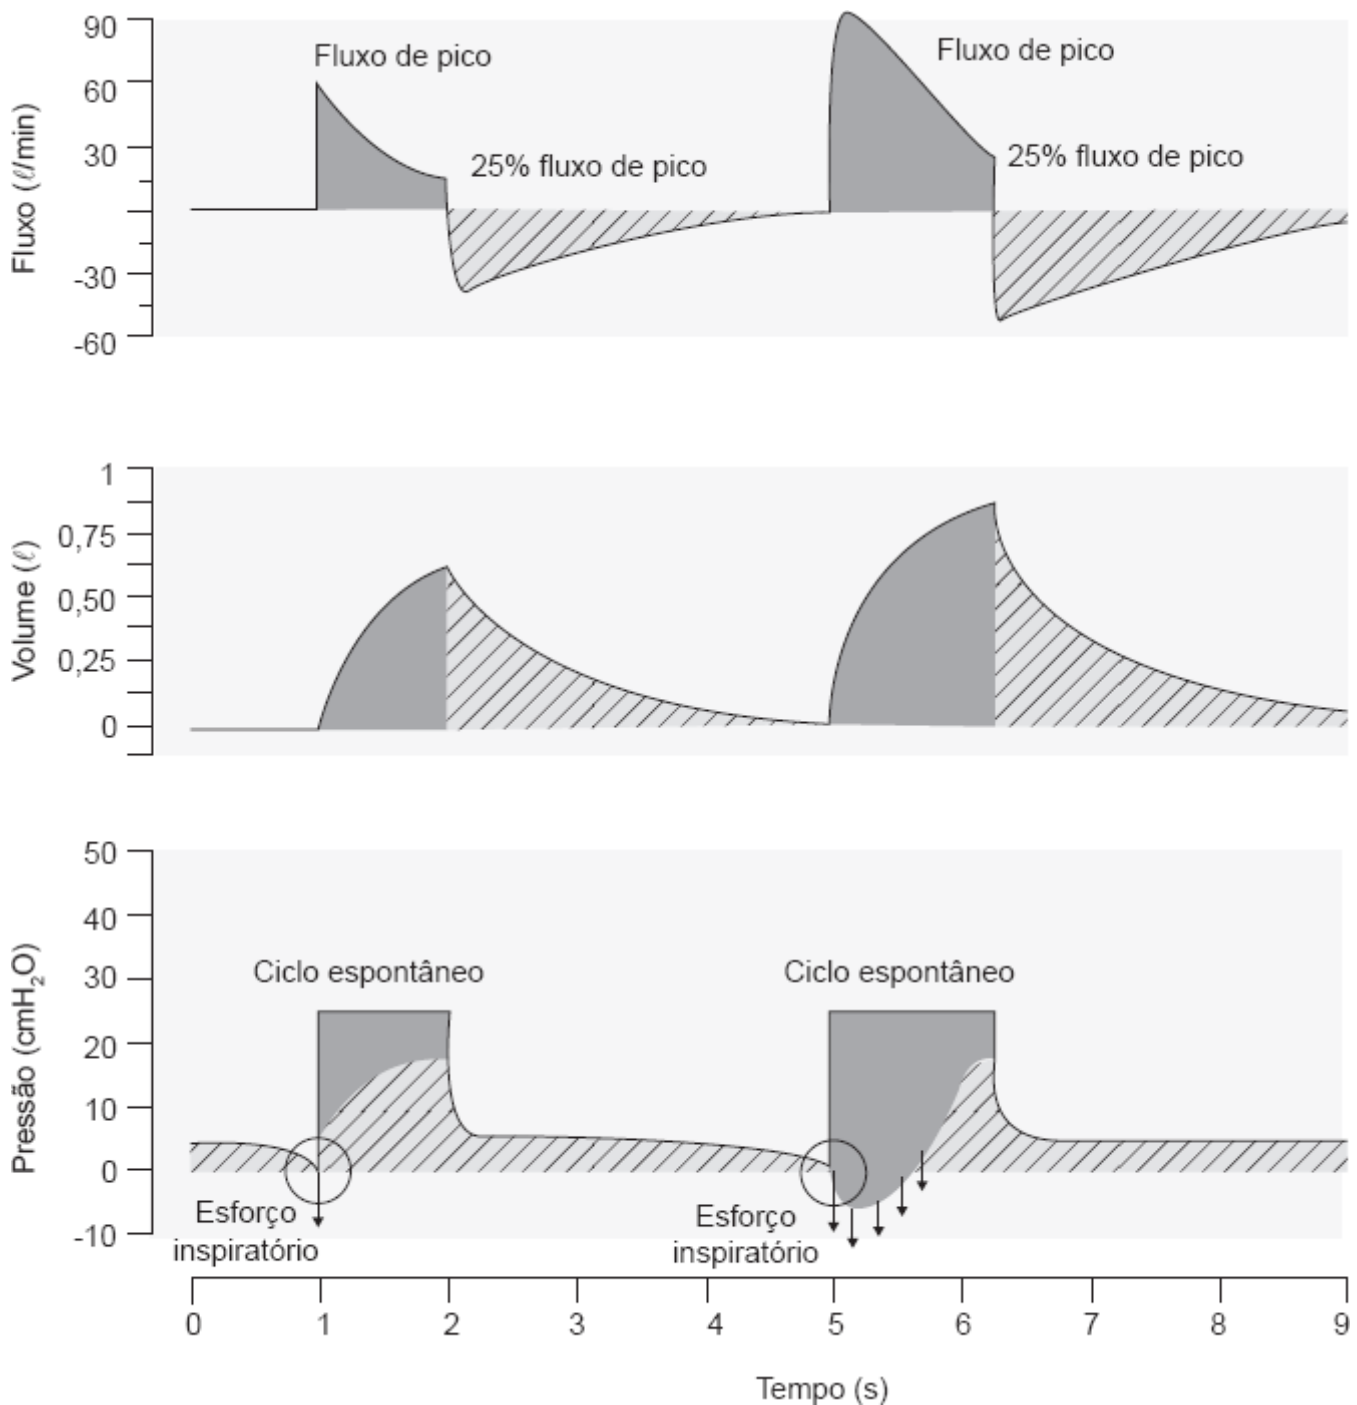 90
60
30
-30
-60
Fluxo (ℓ/min)
Fluxo de pico
25% fluxo de pico
Fluxo de pico
25% fluxo de pico
1
0,75
0,50
0,25
0
Volume (ℓ)
50
40
30
20
10
0
-10
Pressão (cmH₂O)
Ciclo espontâneo
Ciclo espontâneo
Esforço
inspiratório
Esforço
inspiratório
0 1 2 3 4 5 6 7 8 9
Tempo (s)